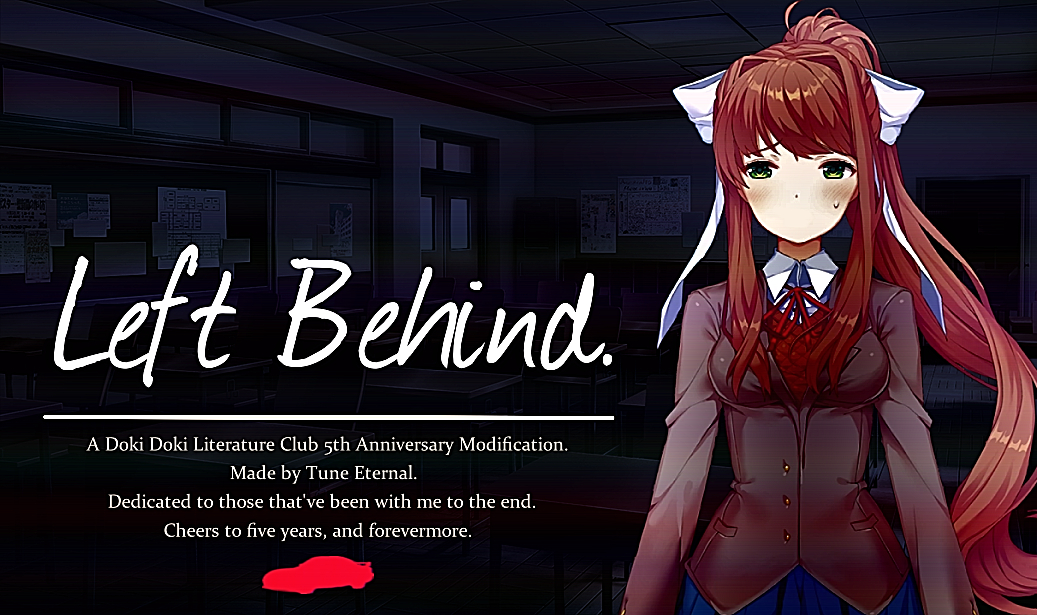 Left Behind.
A Doki Doki Literature Club 5th Anniversary Modification.
Made by Tune Eternal.
Dedicated to those that've been with me to the end.
Cheers to five years, and forevermore.